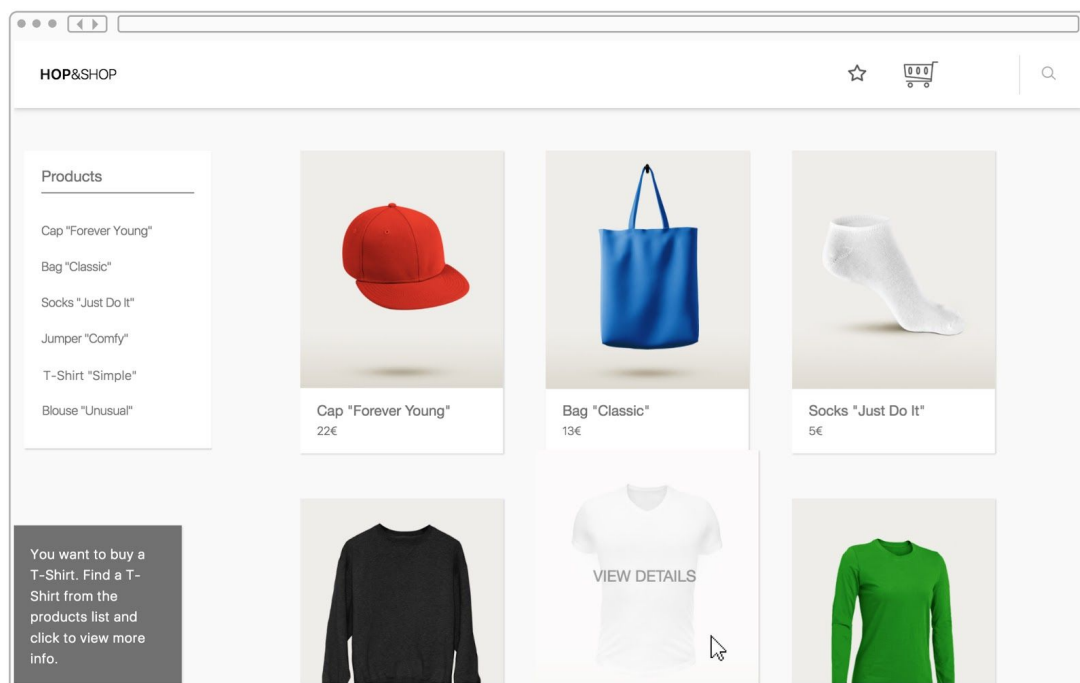 HOP&SHOP
Products
Cap "Forever Young"
Bag "Classic"
Socks "Just Do It"
Jumper "Comfy"
T-Shirt "Simple"
Blouse "Unusual"
Cap "Forever Young"
22€
Bag "Classic"
13€
Socks "Just Do It"
5€
VIEW DETAILS
You want to buy a
T-Shirt. Find a T-
Shirt from the
products list and
click to view more
info.